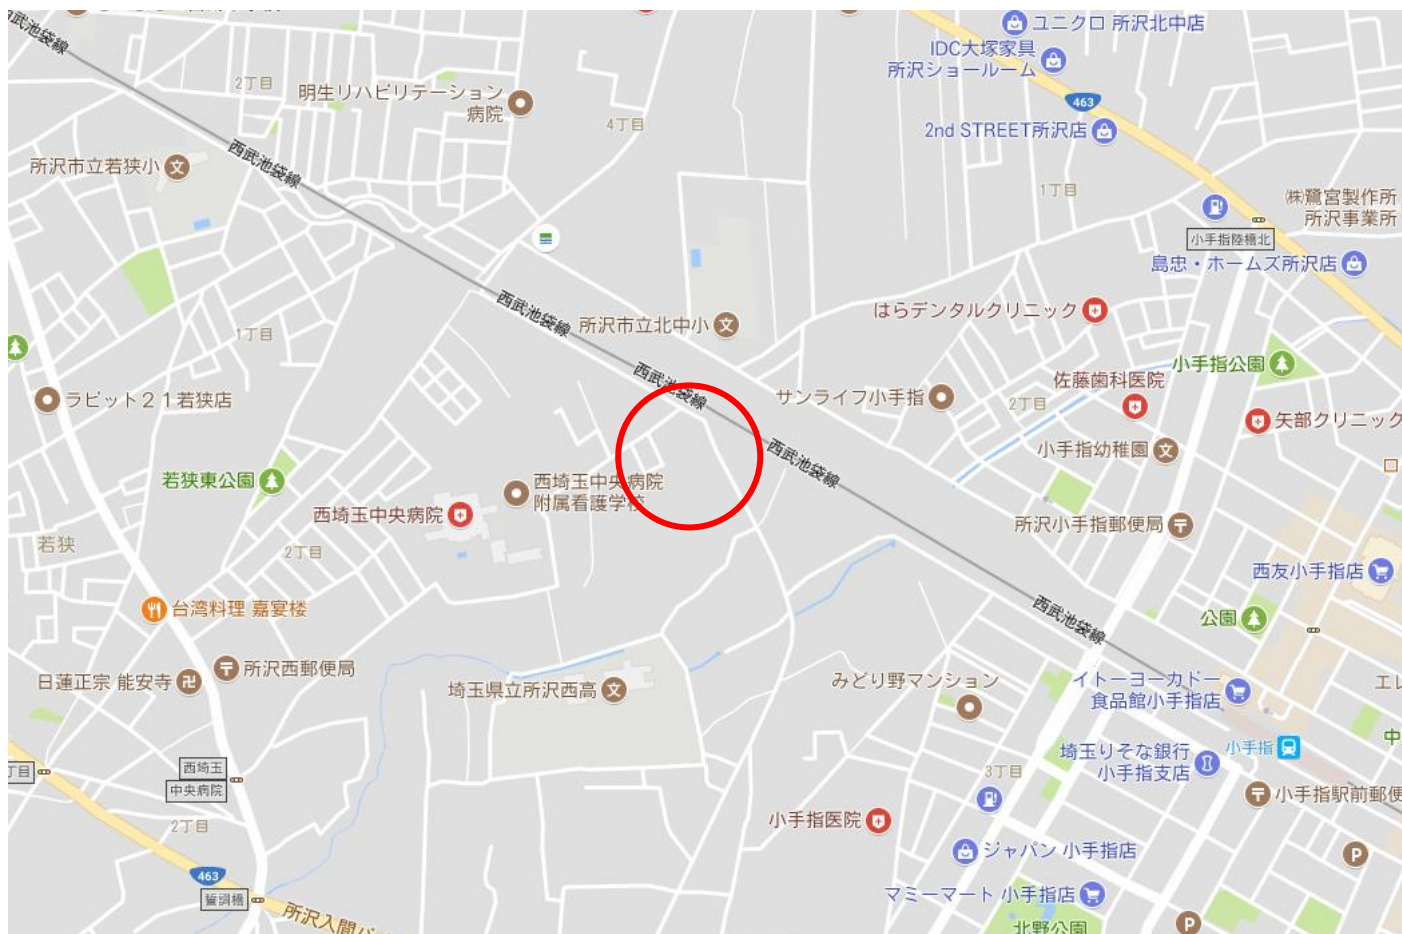 ユニクロ 所沢北中店
武池袋線
IDC大塚家具
所沢ショールーム
2丁目
明生リハビリテーション
病院
463
4丁目
2nd STREET所沢店
所沢市立若狭小
西武池袋線
1丁目
㈱鷺宮製作所
所沢事業所
小手指陸橋北
島忠・ホームズ所沢店
西武池袋線
はらデンタルクリニック
所沢市立北中小
1丁目
小手指公園
西武池袋線
佐藤歯科医院
ラビット21若狭店
サンライフ小手指
2丁目
矢部クリニック
西武池袋線
小手指幼稚園
若狭東公園
西埼玉中央病院
附属看護学校
西埼玉中央病院
所沢小手指郵便局
若狭
2丁目
西友小手指店
台湾料理 嘉宴楼
西武池袋線
公園
所沢西郵便局
日蓮正宗 能安寺
埼玉県立所沢西高
みどり野マンション
イトーヨーカドー
食品館小手指店
エレ
中
小手指
埼玉りそな銀行
小手指支店
丁目
西埼玉
中央病院
3丁目
小手指駅前郵便
2丁目
小手指医院
ジャパン 小手指店
P
463
誓詞橋
マミーマート 小手指店
所沢入間バ
北野公園
P